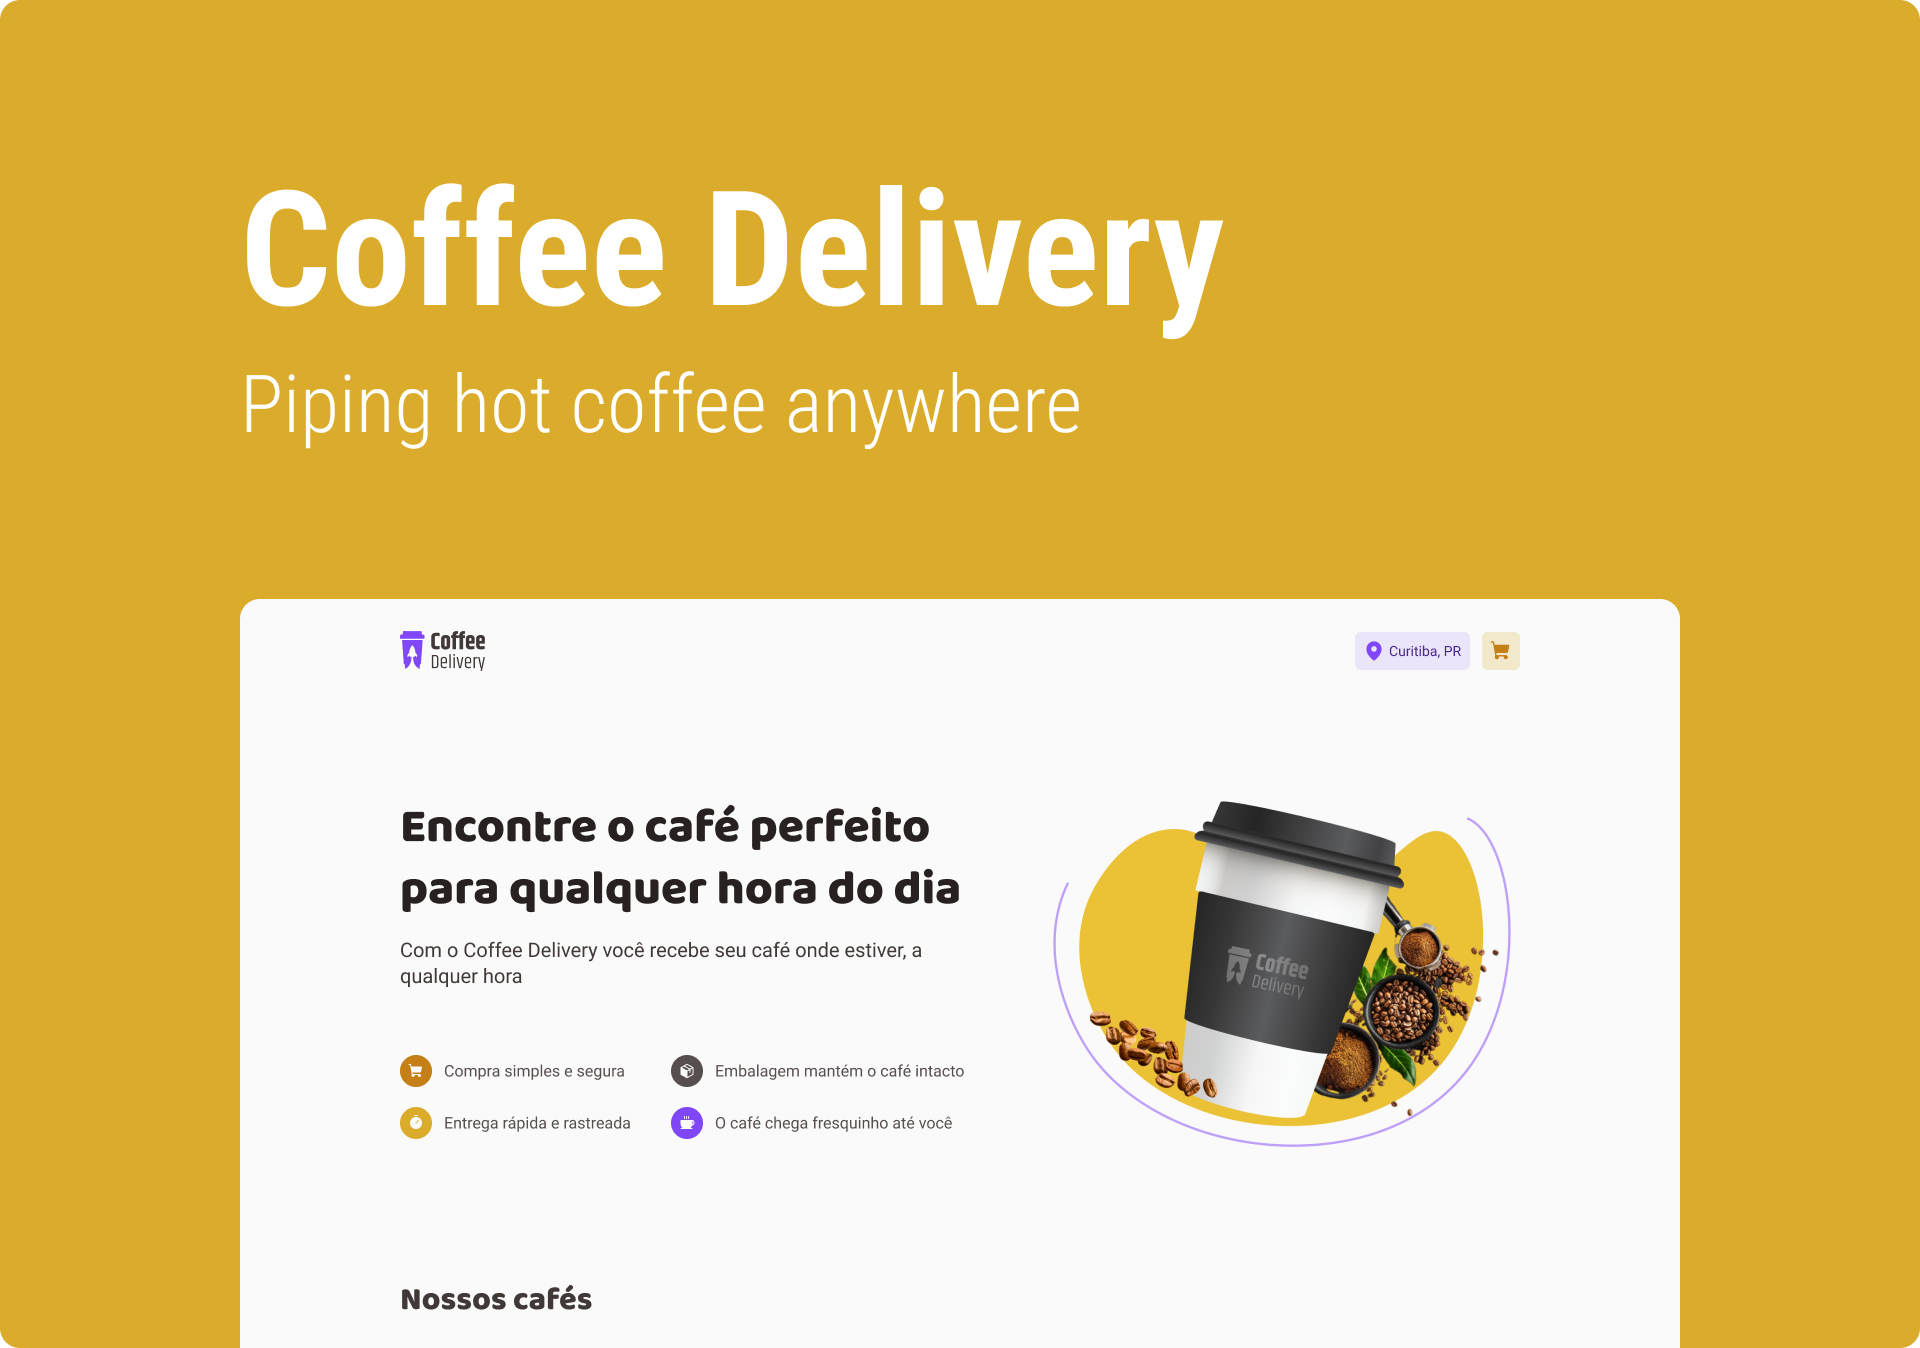 Coffee Delivery
Piping hot coffee anywhere
Coffee
Delivery
Curitiba, PR
Encontre o café perfeito
para qualquer hora do dia
Com o Coffee Delivery você recebe seu café onde estiver, a
qualquer hora
Coffee
Delivery
Compra simples e segura
Embalagem mantém o café intacto
Entrega rápida e rastreada
O café chega fresquinho até você
Nossos cafés